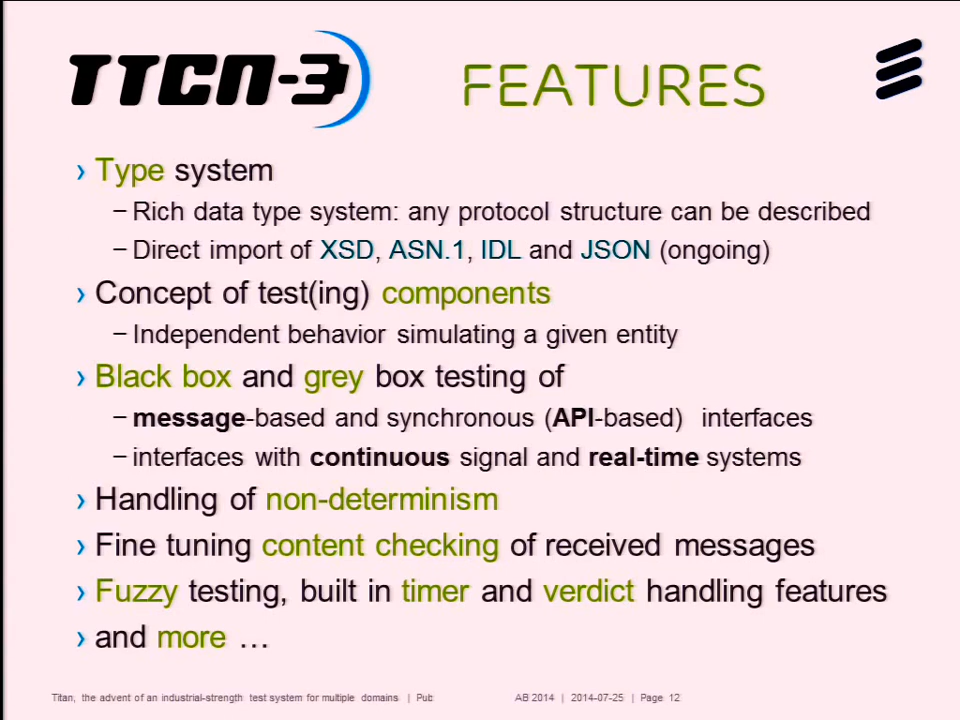 TTCN-3 FEATURES
› Type system
– Rich data type system: any protocol structure can be described
– Direct import of XSD, ASN.1, IDL and JSON (ongoing)
› Concept of test(ing) components
– Independent behavior simulating a given entity
› Black box and grey box testing of
– message-based and synchronous (API-based) interfaces
– interfaces with continuous signal and real-time systems
› Handling of non-determinism
› Fine tuning content checking of received messages
› Fuzzy testing, built in timer and verdict handling features
› and more …
Titan, the advent of an industrial-strength test system for multiple domains | Pub AB 2014 | 2014-07-25 | Page 12